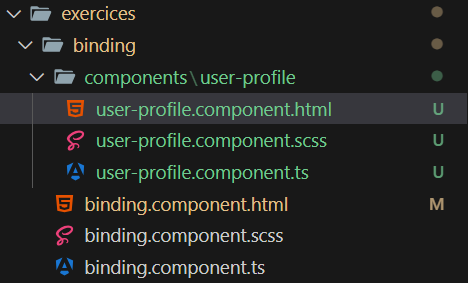 exercices
binding
components\user-profile
user-profile.component.html U
user-profile.component.scss U
user-profile.component.ts U
binding.component.html M
binding.component.scss
binding.component.ts